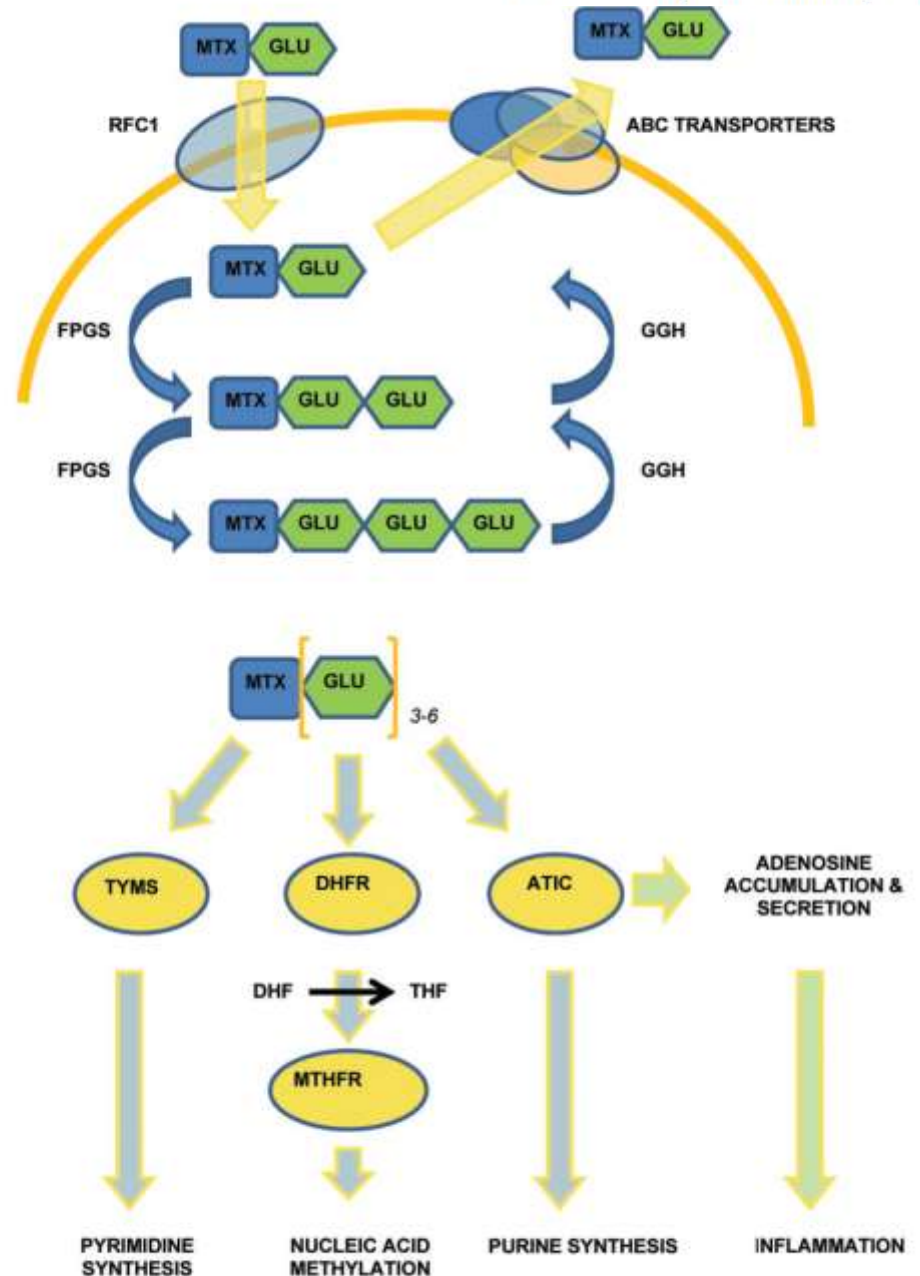 MTX GLU
MTX GLU
RFC1
ABC TRANSPORTERS
MTX GLU
FPGS
GGH
MTX GLU GLU
FPGS
GGH
MTX GLU GLU GLU
MTX GLU
3-6
TYMS
DHFR
ATIC
ADENOSINE
ACCUMULATION &
SECRETION
DHF THF
MTHFR
PYRIMIDINE
SYNTHESIS
NUCLEIC ACID
METHYLATION
PURINE SYNTHESIS
INFLAMMATION